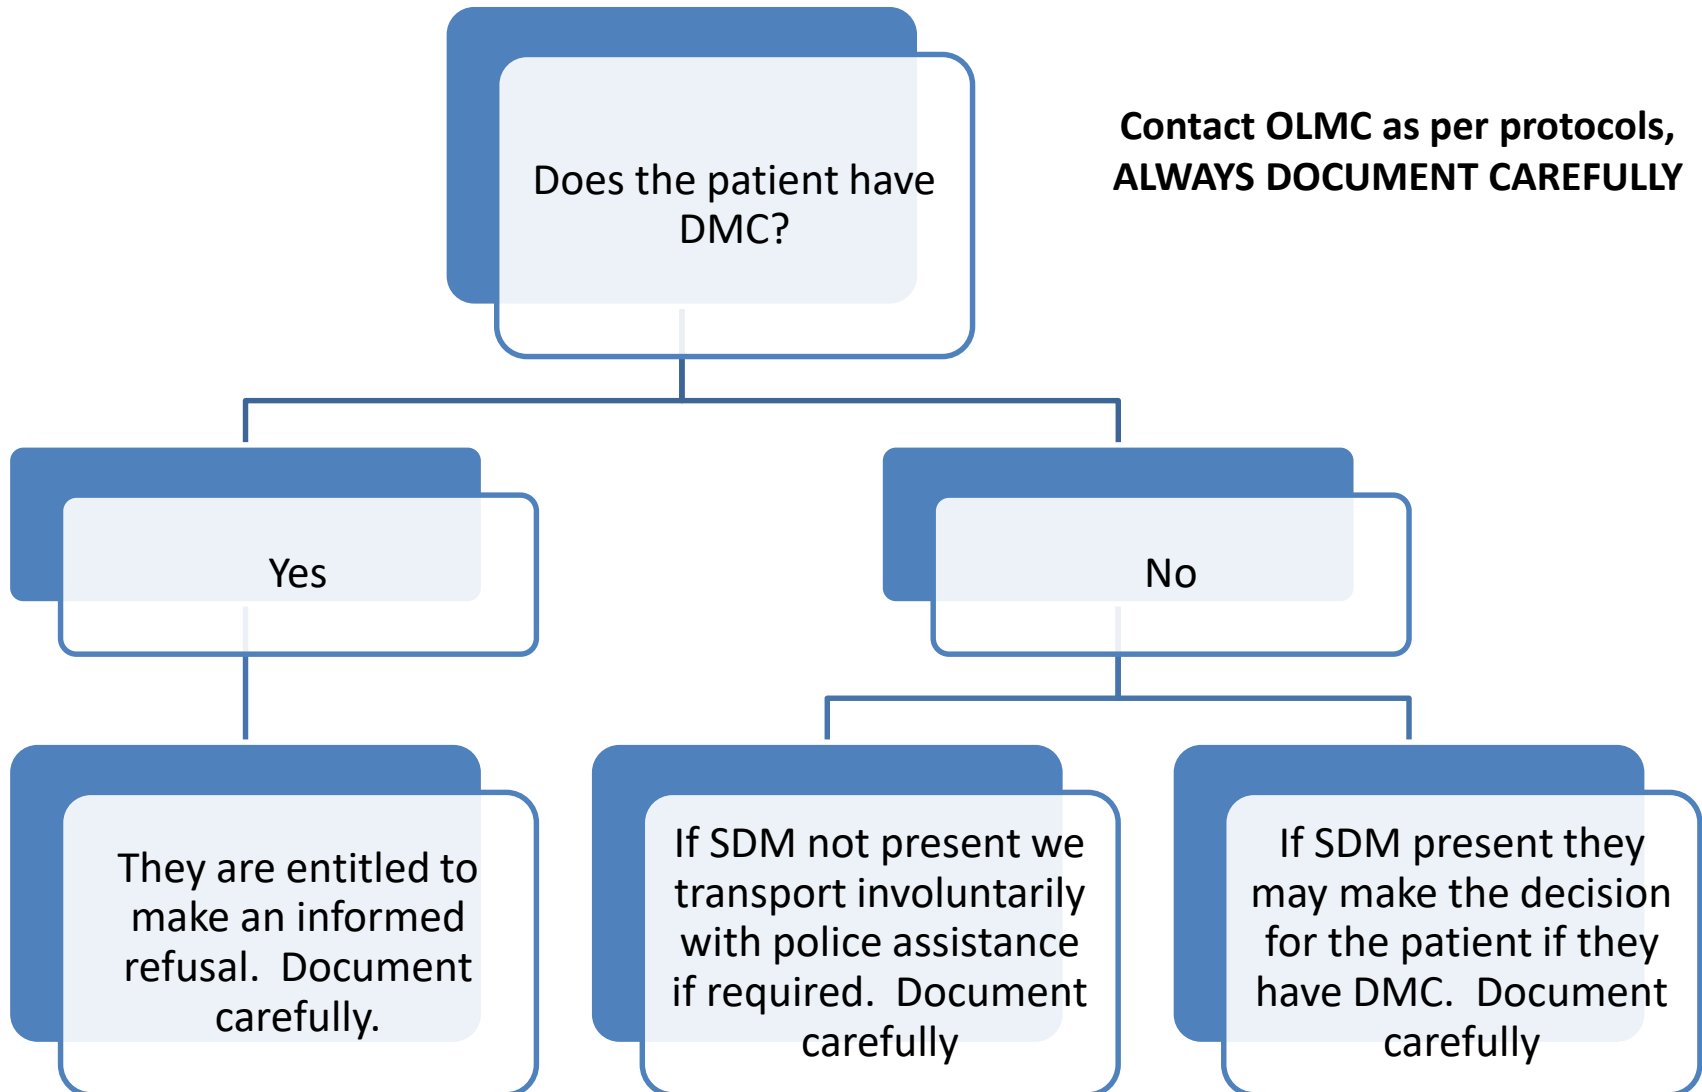 Does the patient have
DMC?
Contact OLMC as per protocols,
ALWAYS DOCUMENT CAREFULLY
Yes
No
They are entitled to
make an informed
refusal.  Document
carefully.
If SDM not present we
transport involuntarily
with police assistance
if required.  Document
carefully
If SDM present they
may make the decision
for the patient if they
have DMC.  Document
carefully